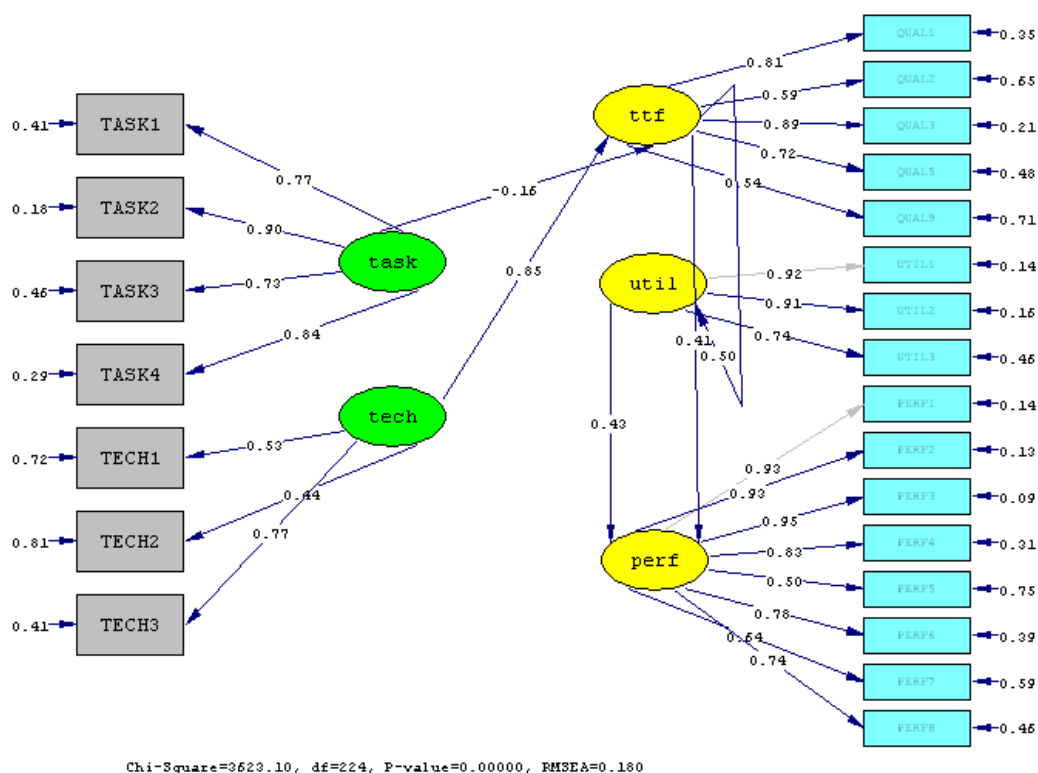 TASK1
TASK2
TASK3
TASK4
TECH1
TECH2
TECH3
0.41
0.18
0.46
0.29
0.72
0.81
0.41
0.77
0.90
0.73
0.84
0.53
0.44
0.77
task
tech
-0.16
0.85
ttf
util
perf
0.41
0.50
0.43
0.81
0.59
0.89
0.72
0.54
0.92
0.91
0.74
0.93
0.93
0.95
0.83
0.50
0.78
0.64
0.74
QUAL1
QUAL2
QUAL3
QUAL5
QUAL9
UTIL1
UTIL2
UTIL3
PERF1
PERF2
PERF3
PERF4
PERF5
PERF6
PERF7
PERF8
0.35
0.65
0.21
0.48
0.71
0.14
0.16
0.46
0.14
0.13
0.09
0.31
0.75
0.39
0.59
0.46
Chi-Square=3623.10, df=224, P-value=0.00000, RMSEA=0.180